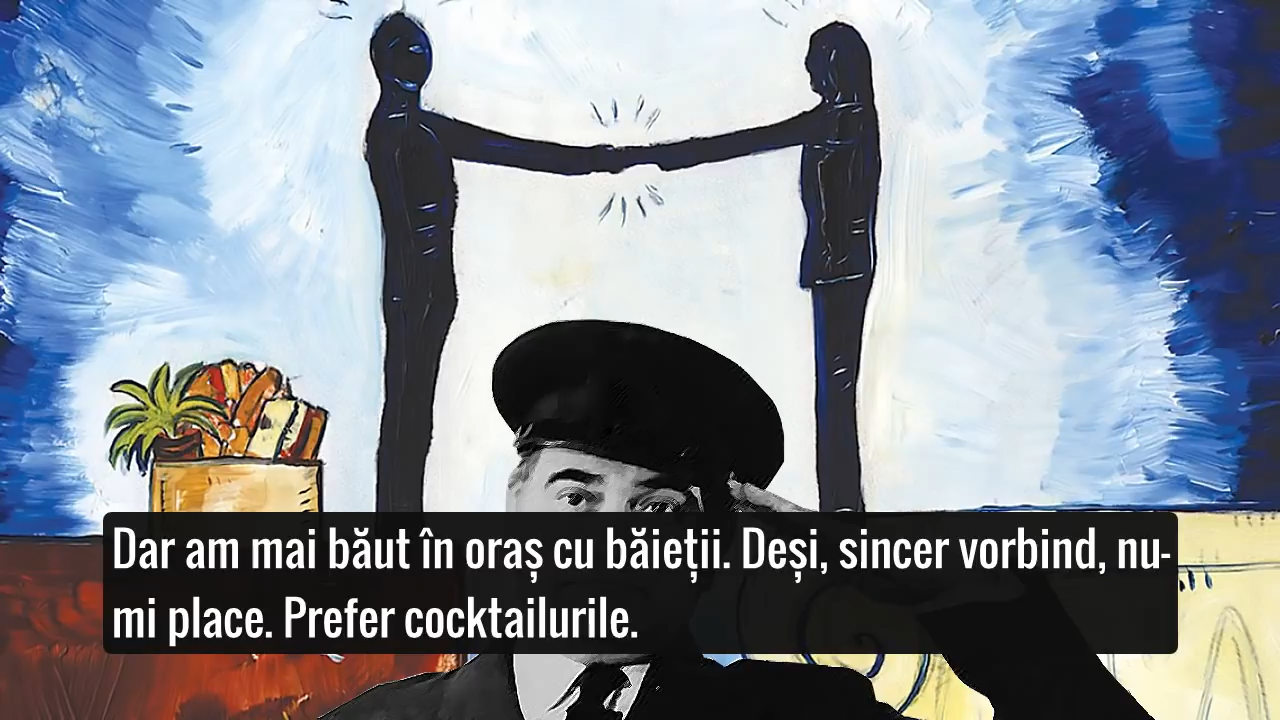 Dar am mai băut în oraș cu băieții. Deși, sincer vorbind, nu-
mi place. Prefer cocktailurile.